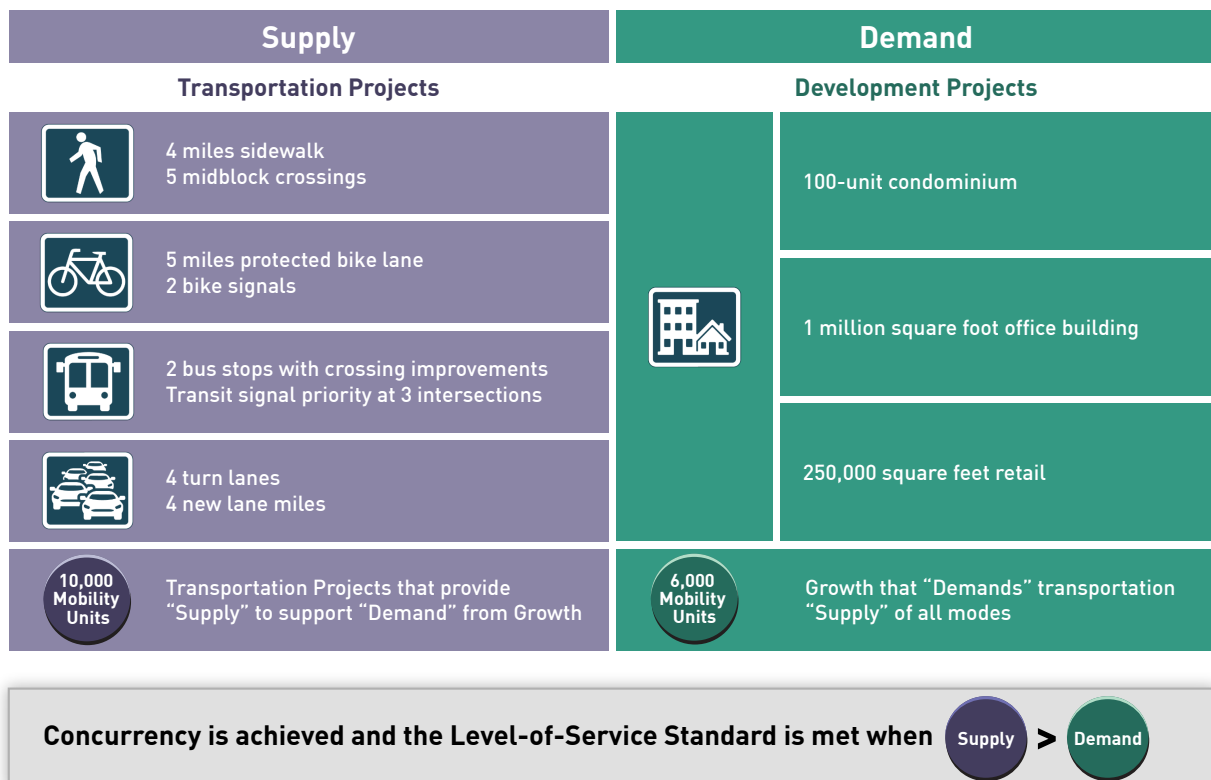 Supply
Transportation Projects
4 miles sidewalk
5 midblock crossings
5 miles protected bike lane
2 bike signals
2 bus stops with crossing improvements
Transit signal priority at 3 intersections
4 turn lanes
4 new lane miles
10,000
Mobility
Units
Transportation Projects that provide
“Supply” to support “Demand” from Growth
Demand
Development Projects
100-unit condominium
1 million square foot office building
250,000 square feet retail
6,000
Mobility
Units
Growth that “Demands” transportation
“Supply” of all modes
Concurrency is achieved and the Level-of-Service Standard is met when Supply > Demand